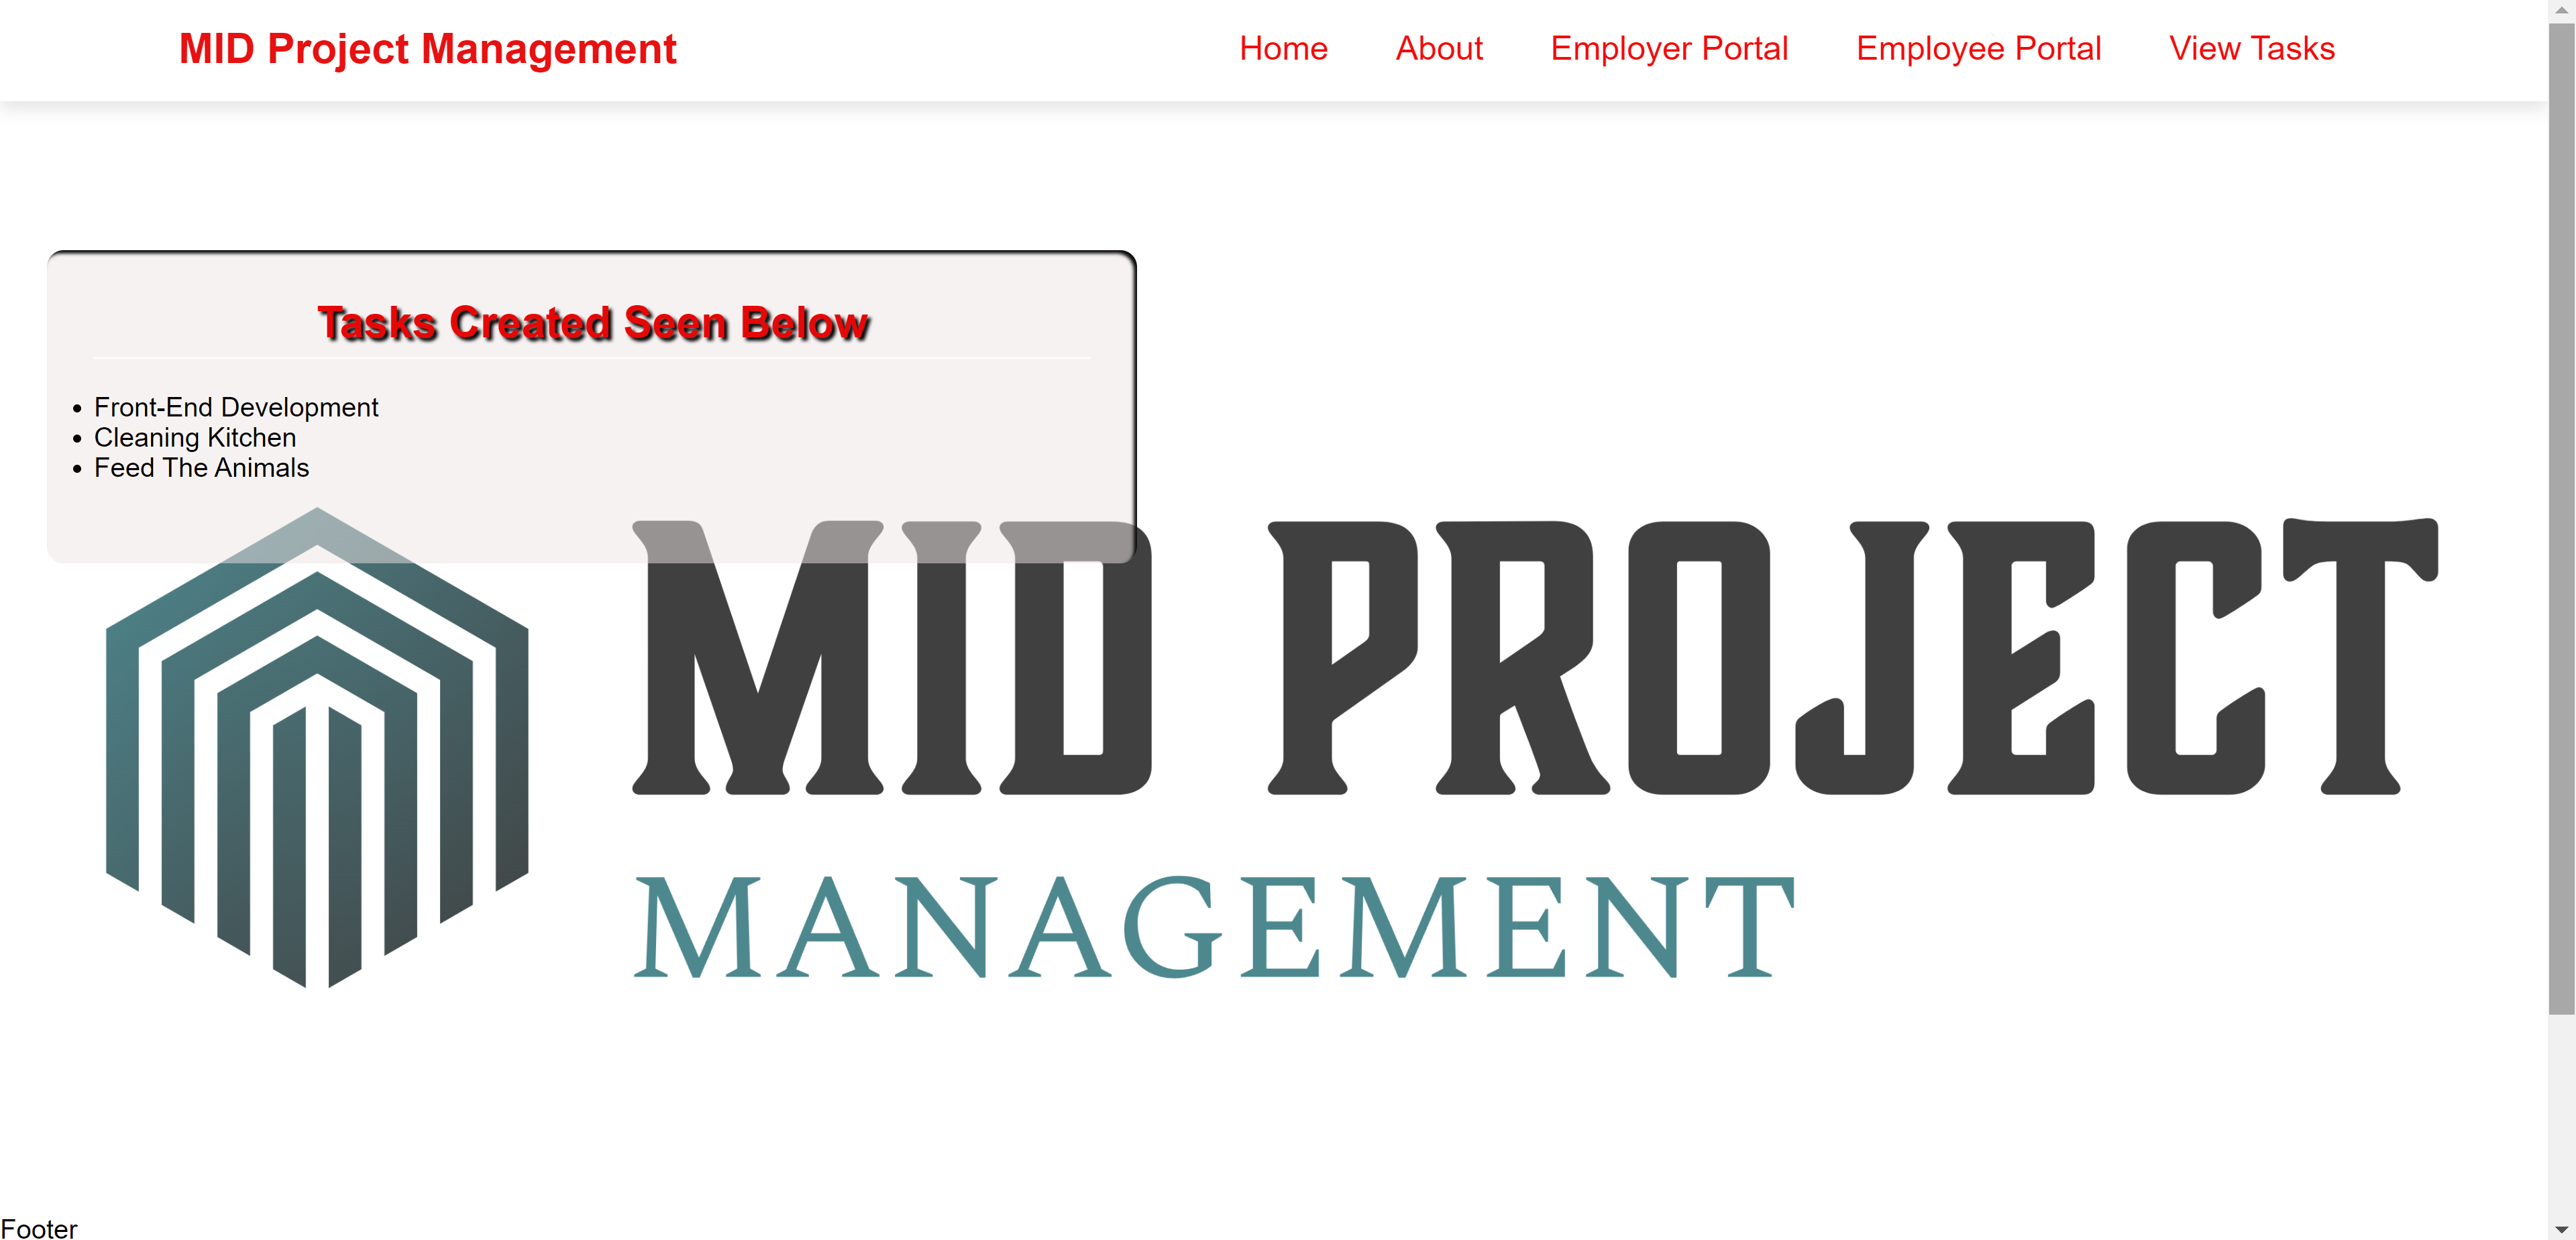 MID Project Management
Home About Employer Portal Employee Portal View Tasks
Tasks Created Seen Below
Front-End Development
Cleaning Kitchen
Feed The Animals
MID PROJECT
MANAGEMENT
Footer